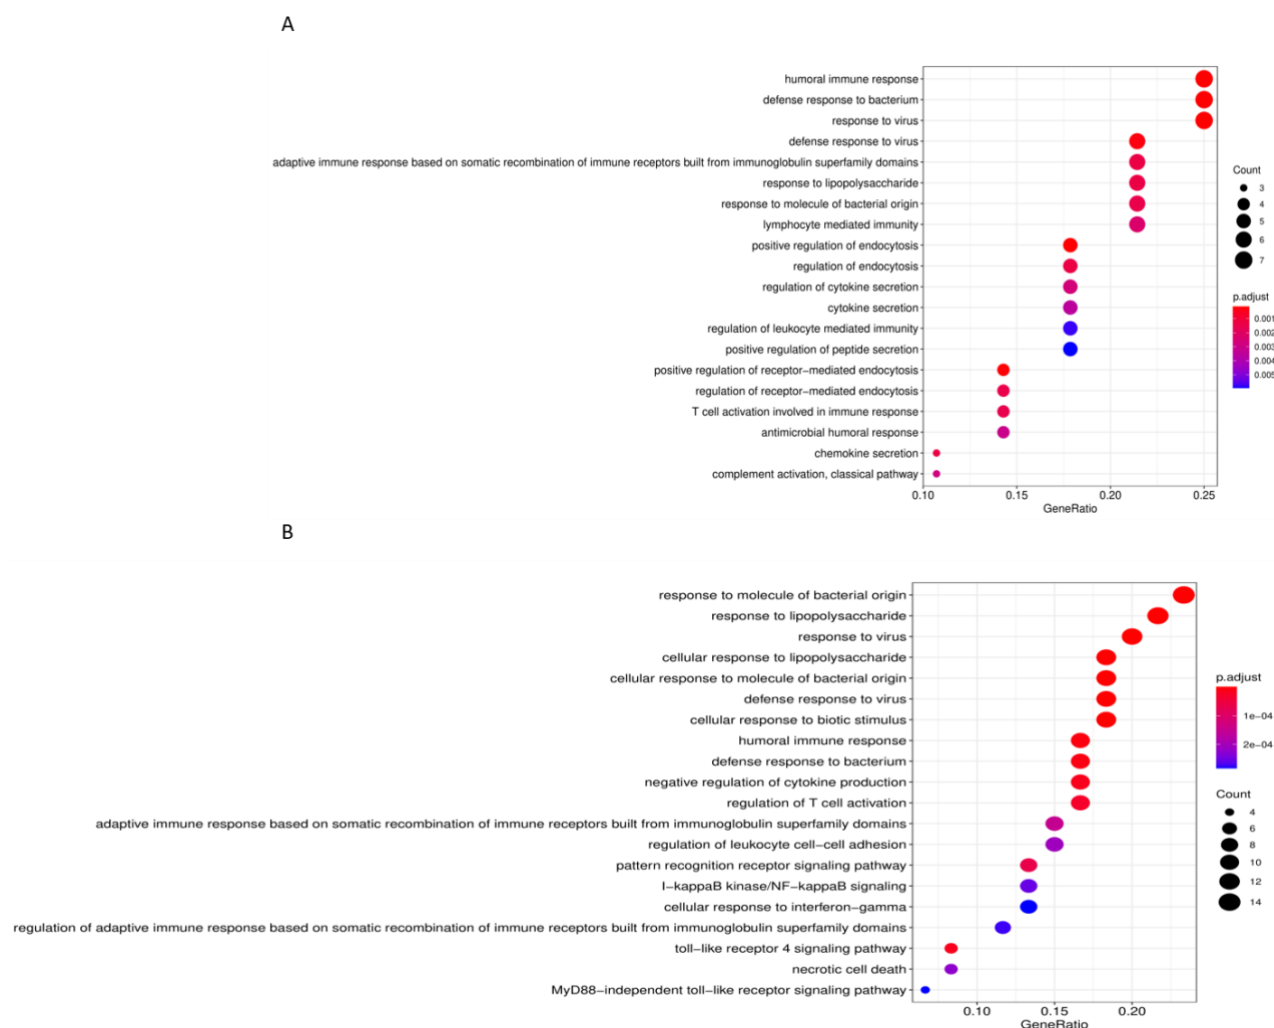 A
humoral immune response
defense response to bacterium
response to virus
defense response to virus
adaptive immune response based on somatic recombination of immune receptors built from immunoglobulin superfamily domains
response to lipopolysaccharide
response to molecule of bacterial origin
lymphocyte mediated immunity
positive regulation of endocytosis
regulation of endocytosis
regulation of cytokine secretion
cytokine secretion
regulation of leukocyte mediated immunity
positive regulation of peptide secretion
positive regulation of receptor−mediated endocytosis
regulation of receptor−mediated endocytosis
T cell activation involved in immune response
antimicrobial humoral response
chemokine secretion
complement activation, classical pathway
0.10 0.15 0.20 0.25
GeneRatio
Count
3
4
5
6
7
p.adjust
0.001
0.002
0.003
0.004
0.005
B
response to molecule of bacterial origin
response to lipopolysaccharide
response to virus
cellular response to lipopolysaccharide
cellular response to molecule of bacterial origin
defense response to virus
cellular response to biotic stimulus
humoral immune response
defense response to bacterium
negative regulation of cytokine production
regulation of T cell activation
adaptive immune response based on somatic recombination of immune receptors built from immunoglobulin superfamily domains
regulation of leukocyte cell−cell adhesion
pattern recognition receptor signaling pathway
I−kappaB kinase/NF−kappaB signaling
cellular response to interferon−gamma
regulation of adaptive immune response based on somatic recombination of immune receptors built from immunoglobulin superfamily domains
toll−like receptor 4 signaling pathway
necrotic cell death
MyD88−independent toll−like receptor signaling pathway
0.10 0.15 0.20
GeneRatio
p.adjust
1e−04
2e−04
Count
4
6
8
10
12
14